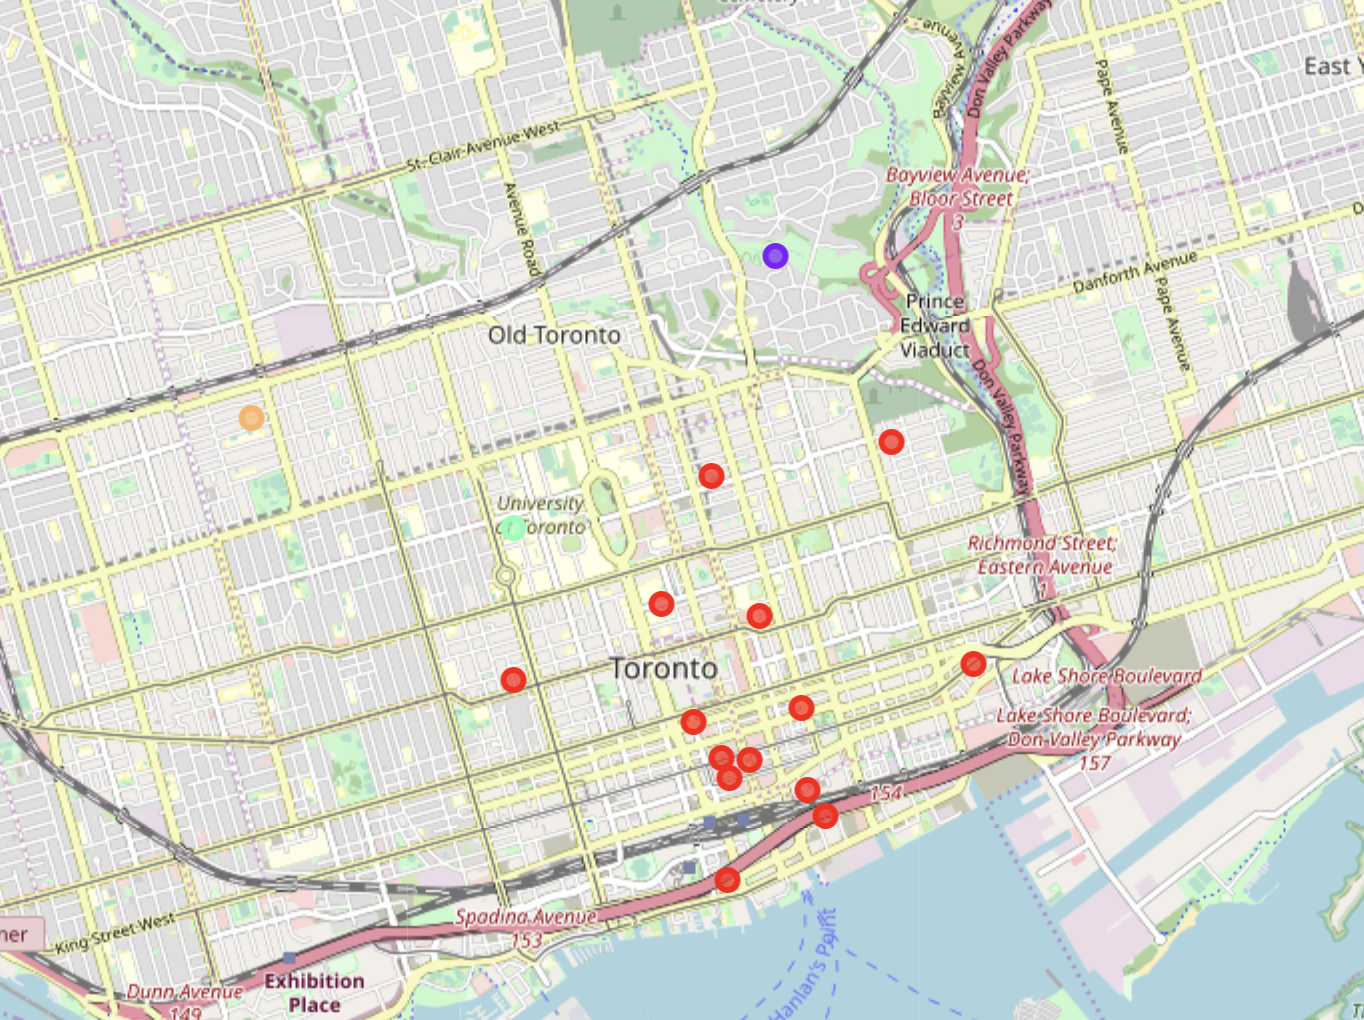 Bayview Avenue
Don Valley Parkway
Pape Avenue
East Y
St. Clair Avenue West
Avenue Road
Bayview Avenue;
Bloor Street
3
Danforth Avenue
Pape Avenue
Prince
Edward
Viaduct
Old Toronto
Don Valley Parkway
University
of Toronto
Richmond Street;
Eastern Avenue
1
Toronto
Lake Shore Boulevard
Lake Shore Boulevard;
Don Valley Parkway
157
154
Spadina Avenue
153
King Street West
ner
Exhibition
Place
Dunn Avenue
149
Hanlan's Point